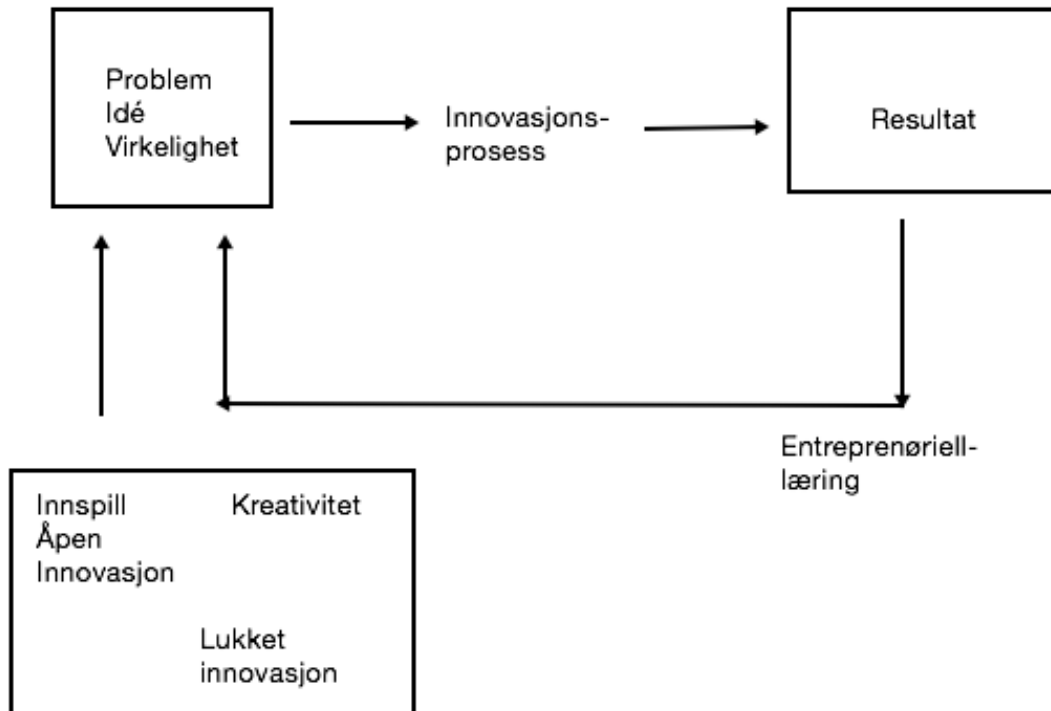 Problem
Idé
Virkelighet
Innovasjons-
prosess
Resultat
Entreprenøriell-
læring
Innspill
Åpen
Innovasjon
Kreativitet
Lukket
innovasjon